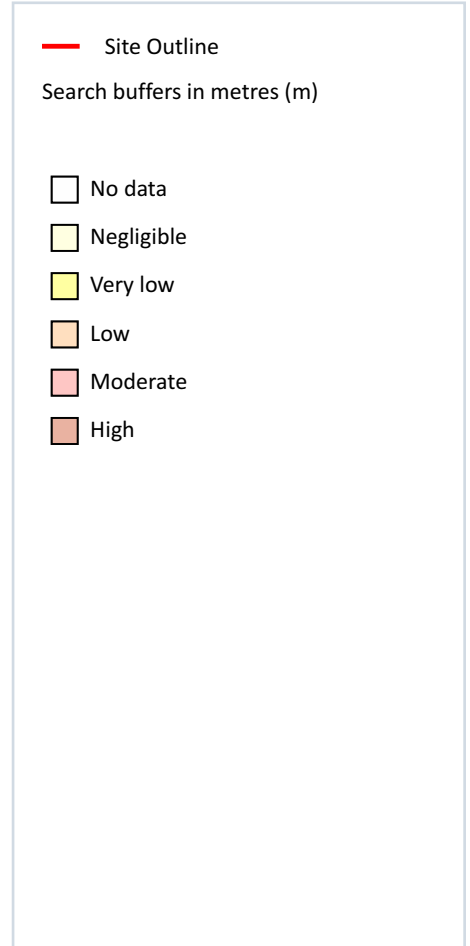 Site Outline
Search buffers in metres (m)
No data
Negligible
Very low
Low
Moderate
High